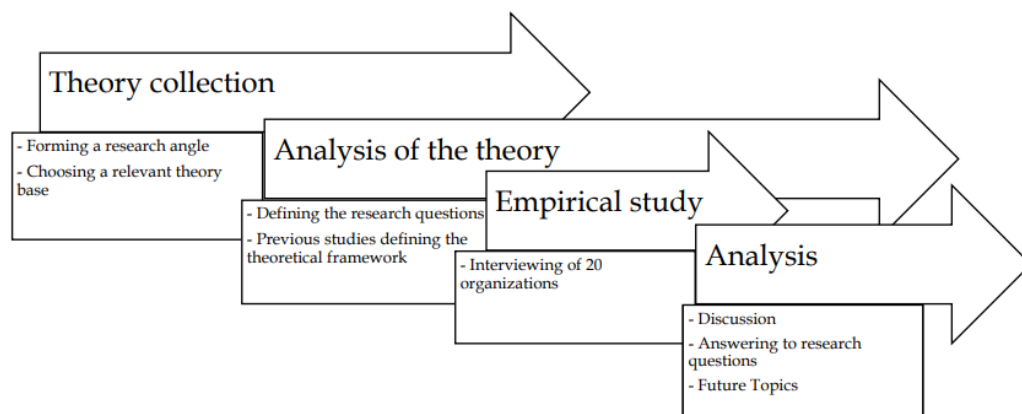 Theory collection
- Forming a research angle
- Choosing a relevant theory
base
Analysis of the theory
- Defining the research questions
- Previous studies defining the
theoretical framework
Empirical study
- Interviewing of 20
organizations
Analysis
- Discussion
- Answering to research
questions
- Future Topics